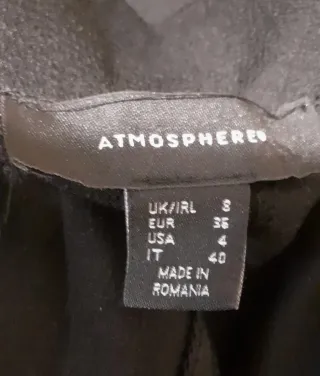 ATMOSPHERE
UK/IRL 8
EUR 36
USA 4
IT 40
MADE IN
ROMANIA